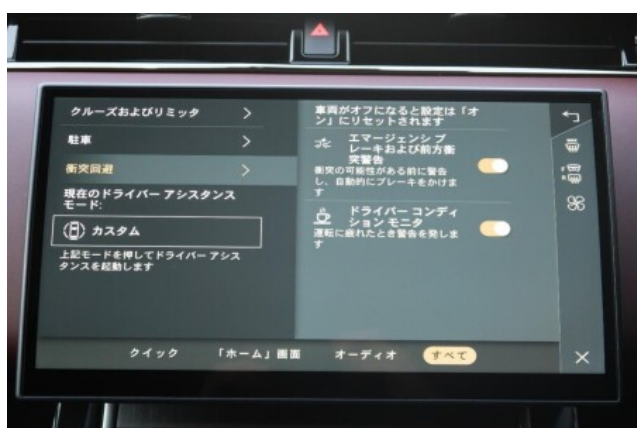 クルーズおよびリミッタ
駐車
衝突回避
現在のドライバー アシスタンス
モード:
カスタム
上記モードを押してドライバー アシス
タンスを起動します
車両がオフになると設定は「オ
ン」にリセットされます
エマージェンシ ブ
レーキおよび前方衝
突警告
衝突の可能性がある前に警告
し、自動的にブレーキをかけま
す
ドライバー コンディ
ション モニタ
運転に疲れたとき警告を発しま
す
クイック 「ホーム」画面 オーディオ すべて